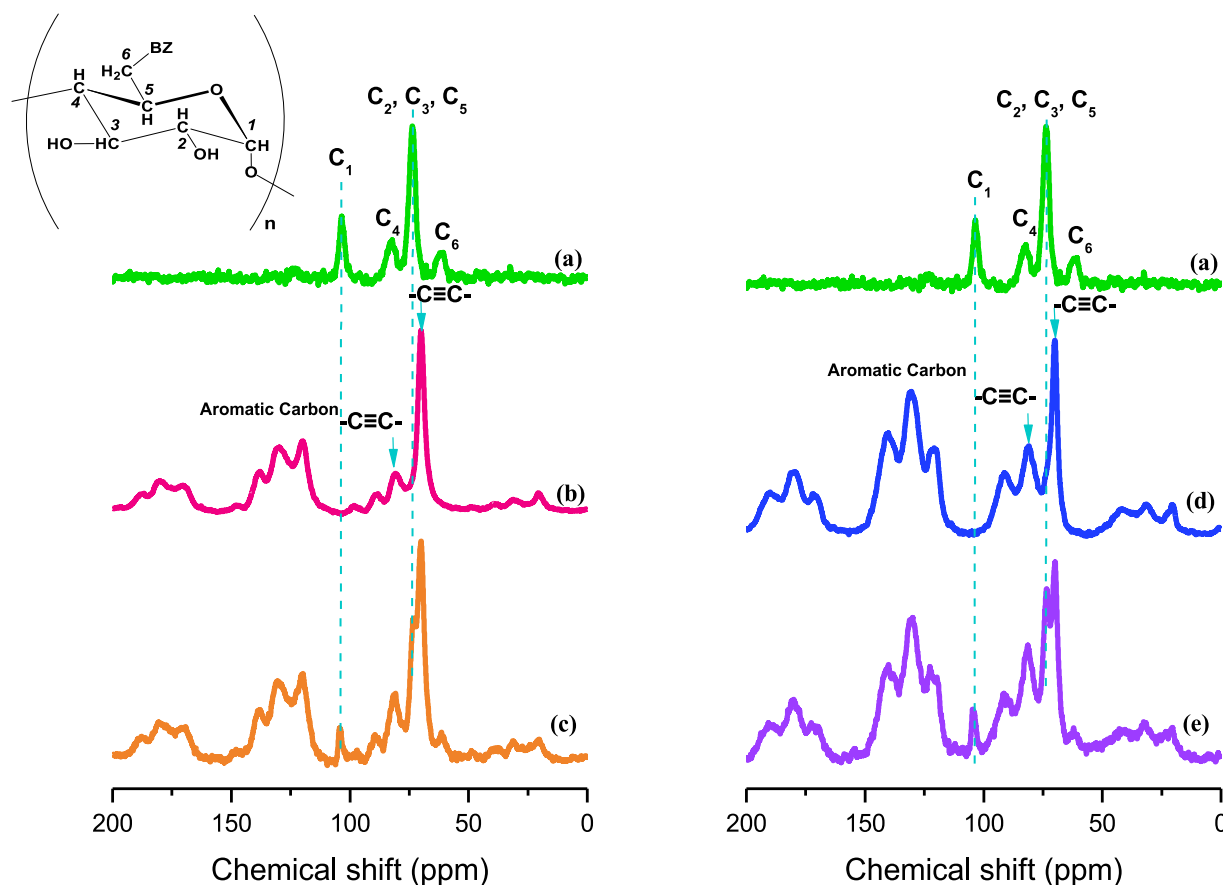 6 BZ
H₂C
H
5 O
4
H
3 H 1
HO HC C CH
2
OH
O
n
C₂, C₃, C₅
C₁
C₄
C₆
(a)
-C≡C-
Aromatic Carbon
-C≡C-
(b)
(c)
200 150 100 50 0
Chemical shift (ppm)
C₂, C₃, C₅
C₁
C₄
C₆
(a)
-C≡C-
Aromatic Carbon
-C≡C-
(d)
(e)
200 150 100 50 0
Chemical shift (ppm)